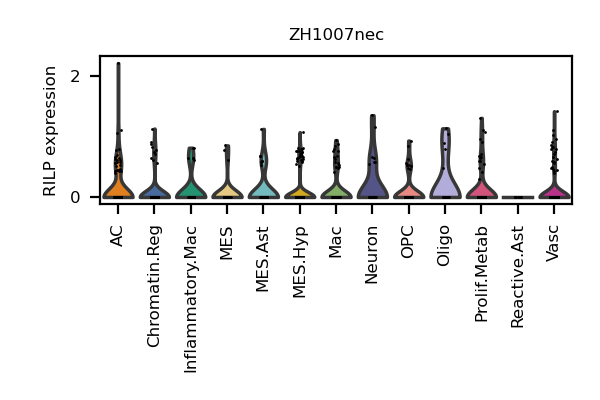 ZH1007nec
RILP expression
2
0
AC
Chromatin.Reg
Inflammatory.Mac
MES
MES.Ast
MES.Hyp
Mac
Neuron
OPC
Oligo
Prolif.Metab
Reactive.Ast
Vasc